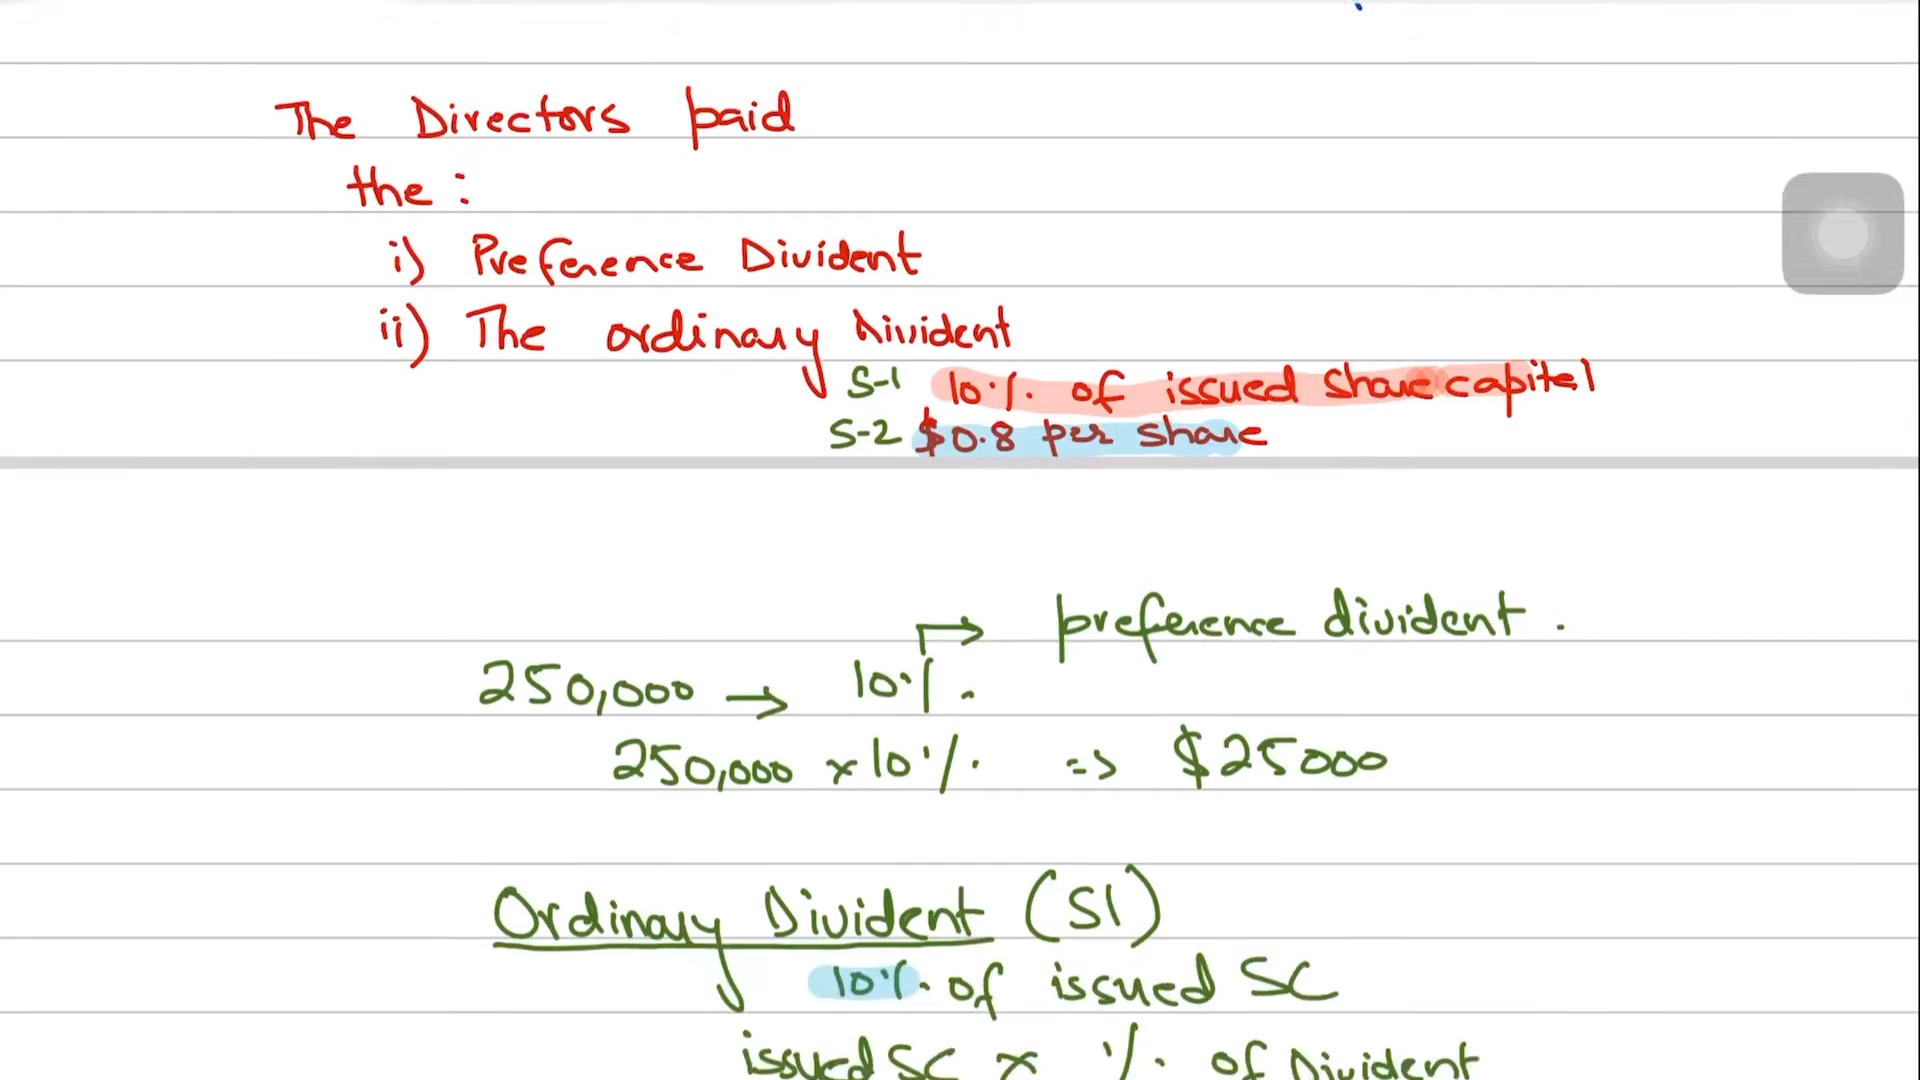 The Directors paid
the :
i) Preference Divident
ii) The ordinary Divident
S-1 10% of issued share capital
S-2 $0.8 per share
preference divident .
250,000 → 10%.
250,000 x 10% => $25000
Ordinary Divident (S1)
10% of issued SC
issued SC x % of Divident